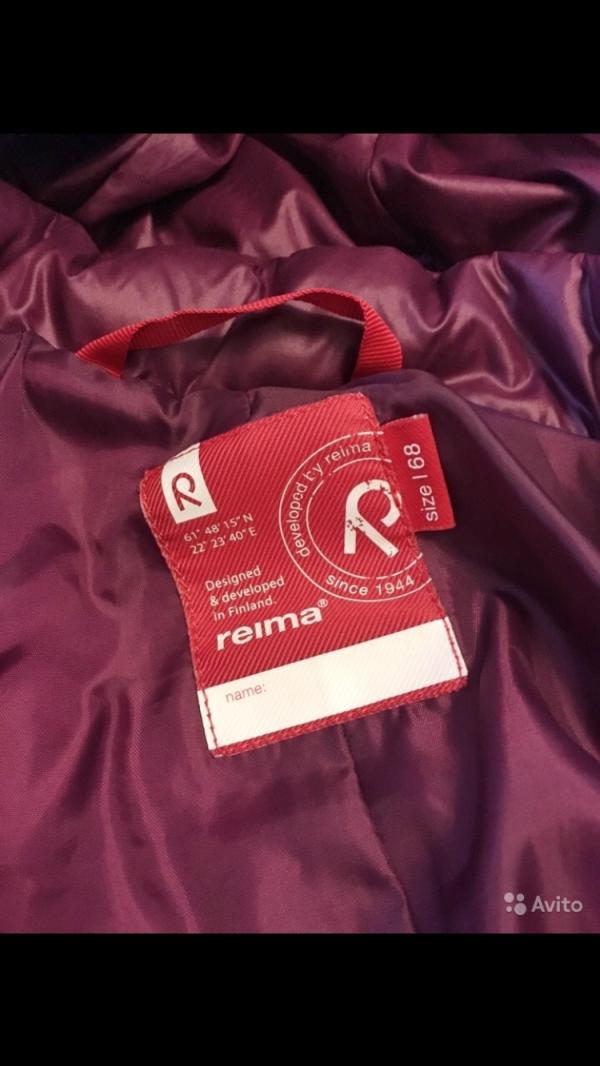 61° 48' 15" N
22° 23' 40" E
Designed
& developed
in Finland.
reima®
developed by reima
since 1944
size | 68
name:
Avito